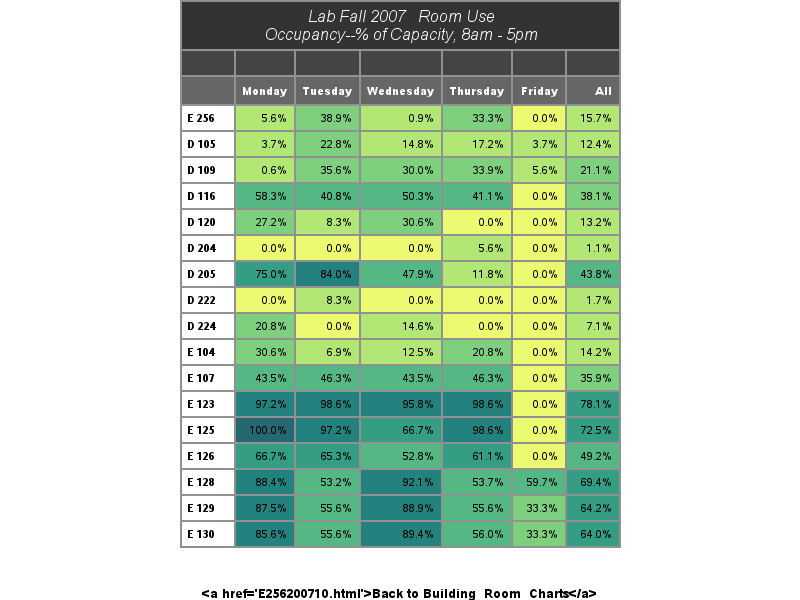 Lab Fall 2007 Room Use
Occupancy--% of Capacity, 8am - 5pm
Monday Tuesday Wednesday Thursday Friday All
E 256 5.6% 38.9% 0.9% 33.3% 0.0% 15.7%
D 105 3.7% 22.8% 14.8% 17.2% 3.7% 12.4%
D 109 0.6% 35.6% 30.0% 33.9% 5.6% 21.1%
D 116 58.3% 40.8% 50.3% 41.1% 0.0% 38.1%
D 120 27.2% 8.3% 30.6% 0.0% 0.0% 13.2%
D 204 0.0% 0.0% 0.0% 5.6% 0.0% 1.1%
D 205 75.0% 84.0% 47.9% 11.8% 0.0% 43.8%
D 222 0.0% 8.3% 0.0% 0.0% 0.0% 1.7%
D 224 20.8% 0.0% 14.6% 0.0% 0.0% 7.1%
E 104 30.6% 6.9% 12.5% 20.8% 0.0% 14.2%
E 107 43.5% 46.3% 43.5% 46.3% 0.0% 35.9%
E 123 97.2% 98.6% 95.8% 98.6% 0.0% 78.1%
E 125 100.0% 97.2% 66.7% 98.6% 0.0% 72.5%
E 126 66.7% 65.3% 52.8% 61.1% 0.0% 49.2%
E 128 88.4% 53.2% 92.1% 53.7% 59.7% 69.4%
E 129 87.5% 55.6% 88.9% 55.6% 33.3% 64.2%
E 130 85.6% 55.6% 89.4% 56.0% 33.3% 64.0%
<a href='E256200710.html'>Back to Building_Room_Charts</a>